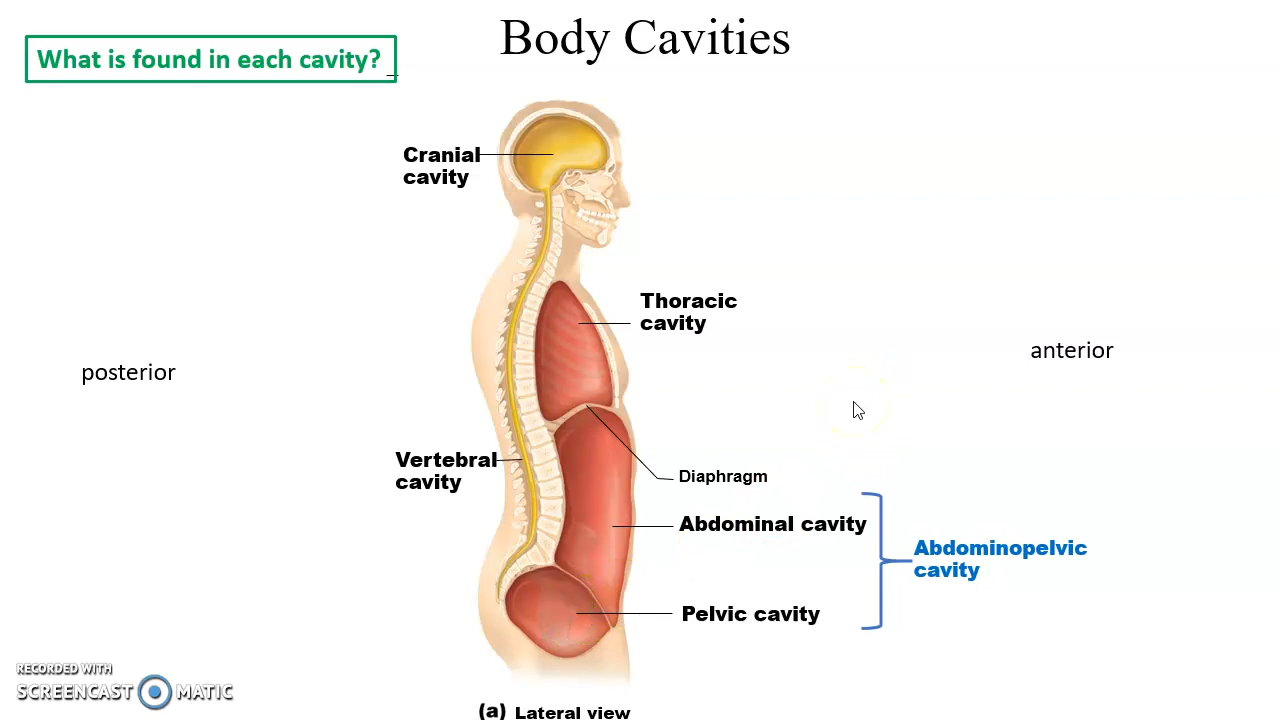 Body Cavities
What is found in each cavity?
Cranial
cavity
Thoracic
cavity
anterior
posterior
Vertebral
cavity
Diaphragm
Abdominal cavity
Abdominopelvic
cavity
Pelvic cavity
RECORDED WITH
SCREENCAST MATIC
(a) Lateral view